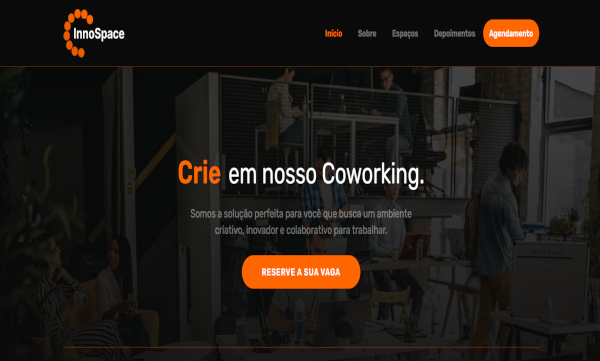 InnoSpace
Início Sobre Espaços Depoimentos Agendamento
Crie em nosso Coworking.
Somos a solução perfeita para você que busca um ambiente
criativo, inovador e colaborativo para trabalhar.
RESERVE A SUA VAGA